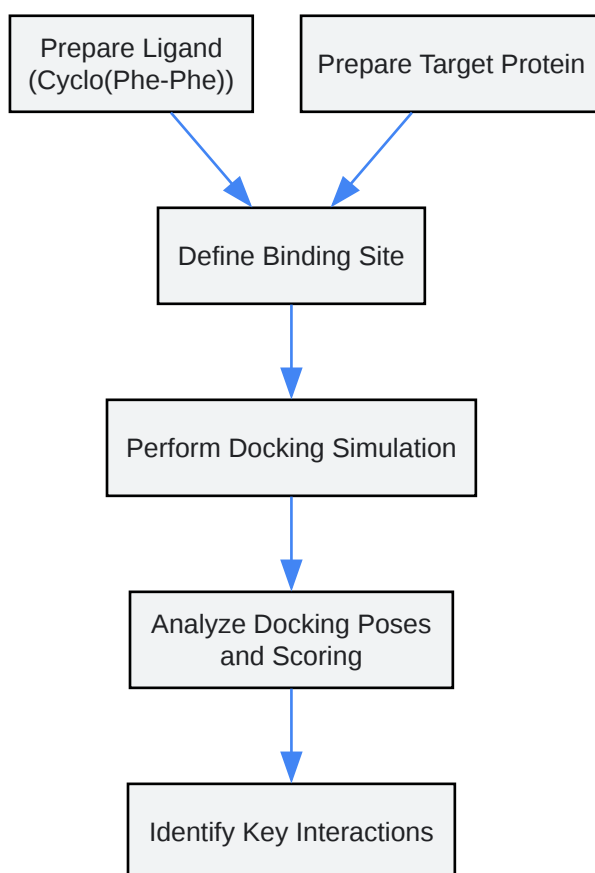 Prepare Ligand
(Cyclo(Phe-Phe))
Prepare Target Protein
Define Binding Site
Perform Docking Simulation
Analyze Docking Poses
and Scoring
Identify Key Interactions